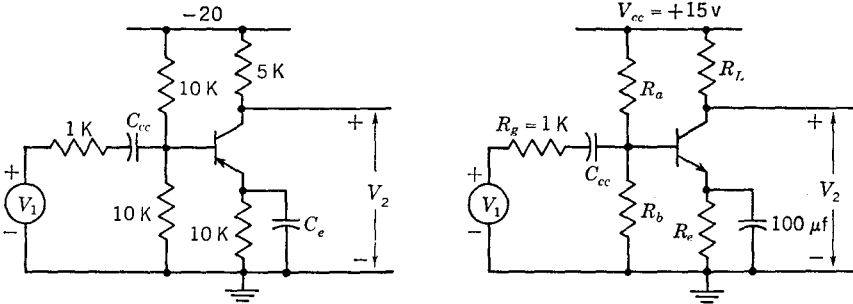 −20
5 K
10 K
1 K
C_cc
+
+
V_1
V_2
−
10 K
10 K
C_e
−
V_cc = +15 v
R_L
R_a
R_g = 1 K
C_cc
+
+
V_1
V_2
−
R_b
R_e
100 μf
−